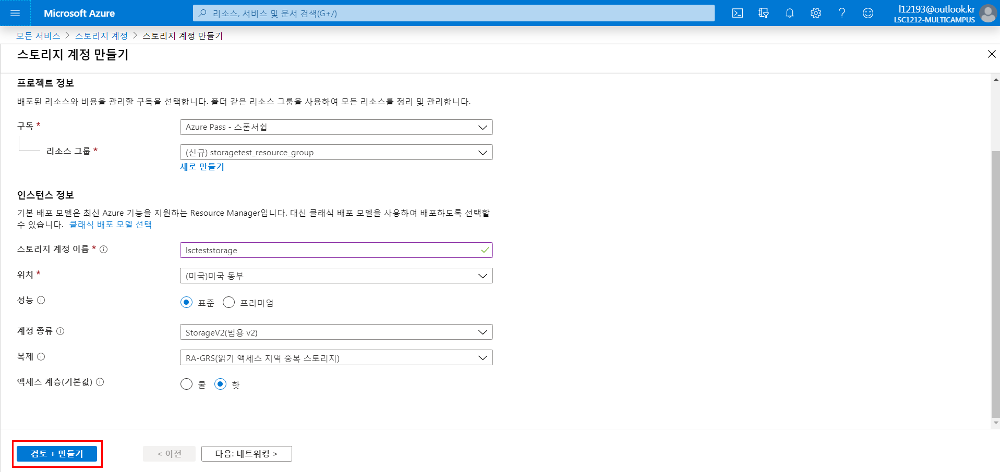 Microsoft Azure
리소스, 서비스 및 문서 검색(G+/)
l12193@outlook.kr
LSC1212-MULTICAMPUS
모든 서비스 > 스토리지 계정 > 스토리지 계정 만들기
스토리지 계정 만들기
프로젝트 정보
배포된 리소스와 비용을 관리할 구독을 선택합니다. 폴더 같은 리소스 그룹을 사용하여 모든 리소스를 정리 및 관리합니다.
구독 *
Azure Pass - 스폰서쉽
리소스 그룹 *
(신규) storagetest_resource_group
새로 만들기
인스턴스 정보
기본 배포 모델은 최신 Azure 기능을 지원하는 Resource Manager입니다. 대신 클래식 배포 모델을 사용하여 배포하도록 선택할
수 있습니다. 클래식 배포 모델 선택
스토리지 계정 이름 *
lscteststorage
위치 *
(미국)미국 동부
성능
표준 프리미엄
계정 종류
StorageV2(범용 v2)
복제
RA-GRS(읽기 액세스 지역 중복 스토리지)
액세스 계층(기본값)
쿨 핫
검토 + 만들기
< 이전
다음: 네트워킹 >